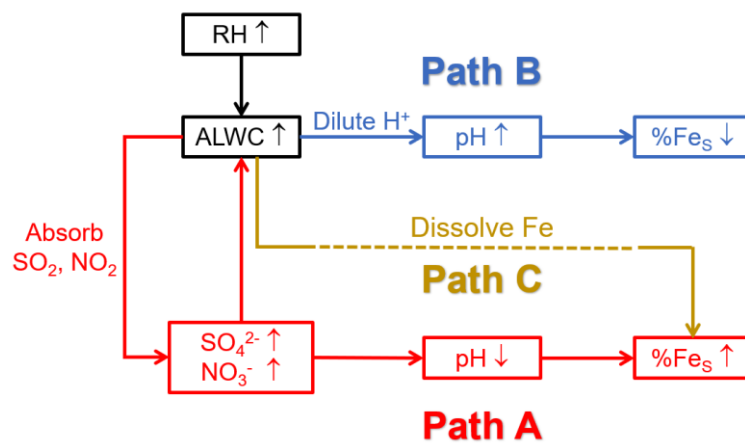 RH ↑
Path B
ALWC ↑
Dilute H⁺
pH ↑
%Feₛ ↓
Absorb
SO₂, NO₂
Dissolve Fe
Path C
SO₄²⁻ ↑
NO₃⁻ ↑
pH ↓
%Feₛ ↑
Path A